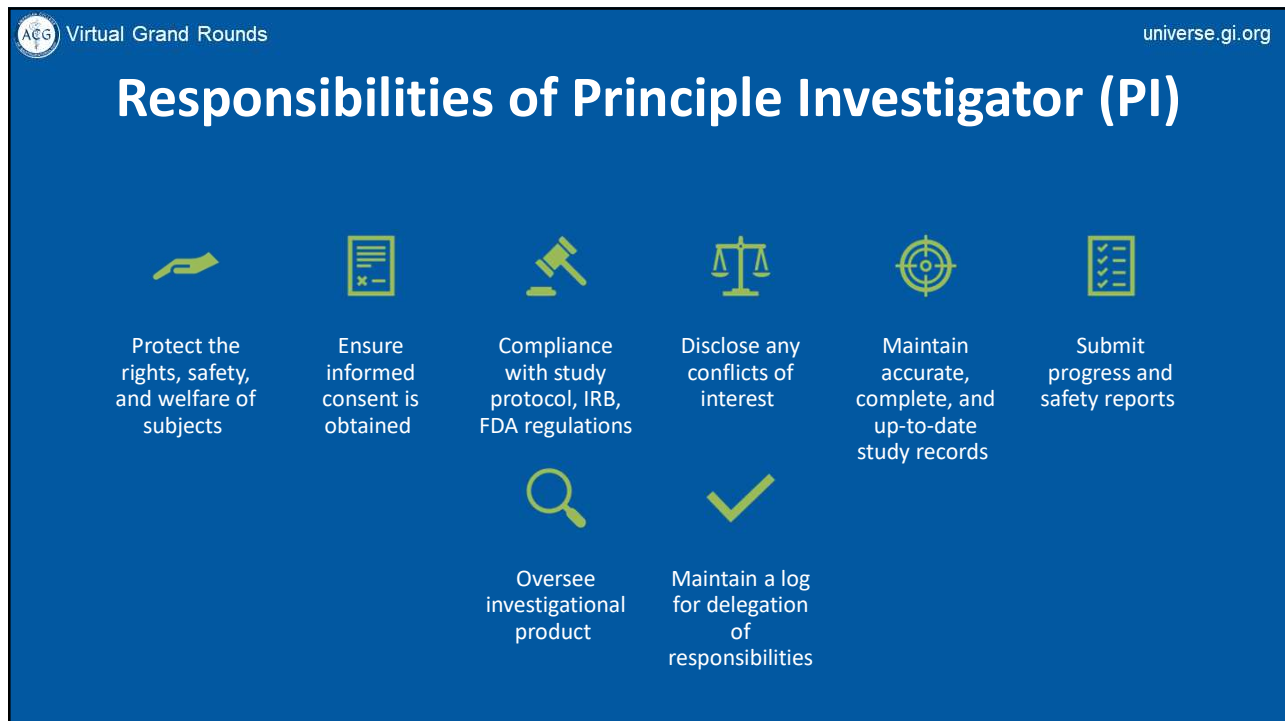 ACG
Virtual Grand Rounds
universe.gi.org
Responsibilities of Principle Investigator (PI)
Protect the
rights, safety,
and welfare of
subjects
Ensure
informed
consent is
obtained
Compliance
with study
protocol, IRB,
FDA regulations
Disclose any
conflicts of
interest
Maintain
accurate,
complete, and
up-to-date
study records
Submit
progress and
safety reports
Oversee
investigational
product
Maintain a log
for delegation
of
responsibilities